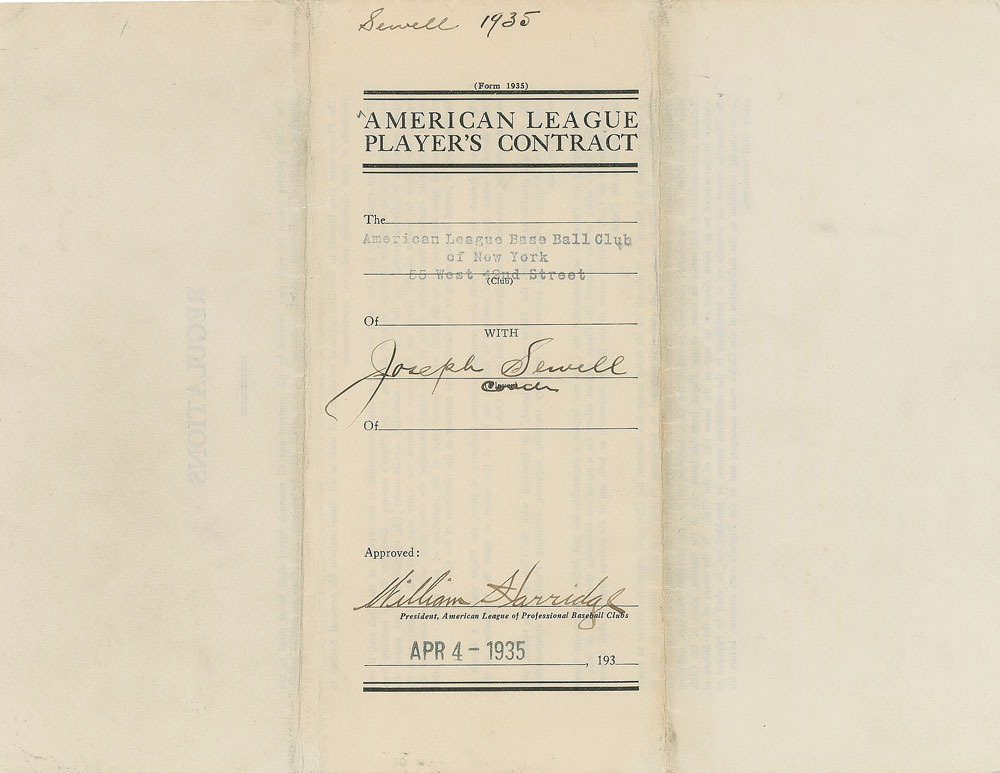 Sewell 1935
(Form 1935)
AMERICAN LEAGUE
PLAYER'S CONTRACT
The
American League Base Ball Club
of New York
55 West 42nd Street
(Club)
Of
WITH
Joseph Sewell
Coach
Of
Approved:
William Harridge
President, American League of Professional Baseball Clubs
APR 4 - 1935
, 193
REGULATIONS